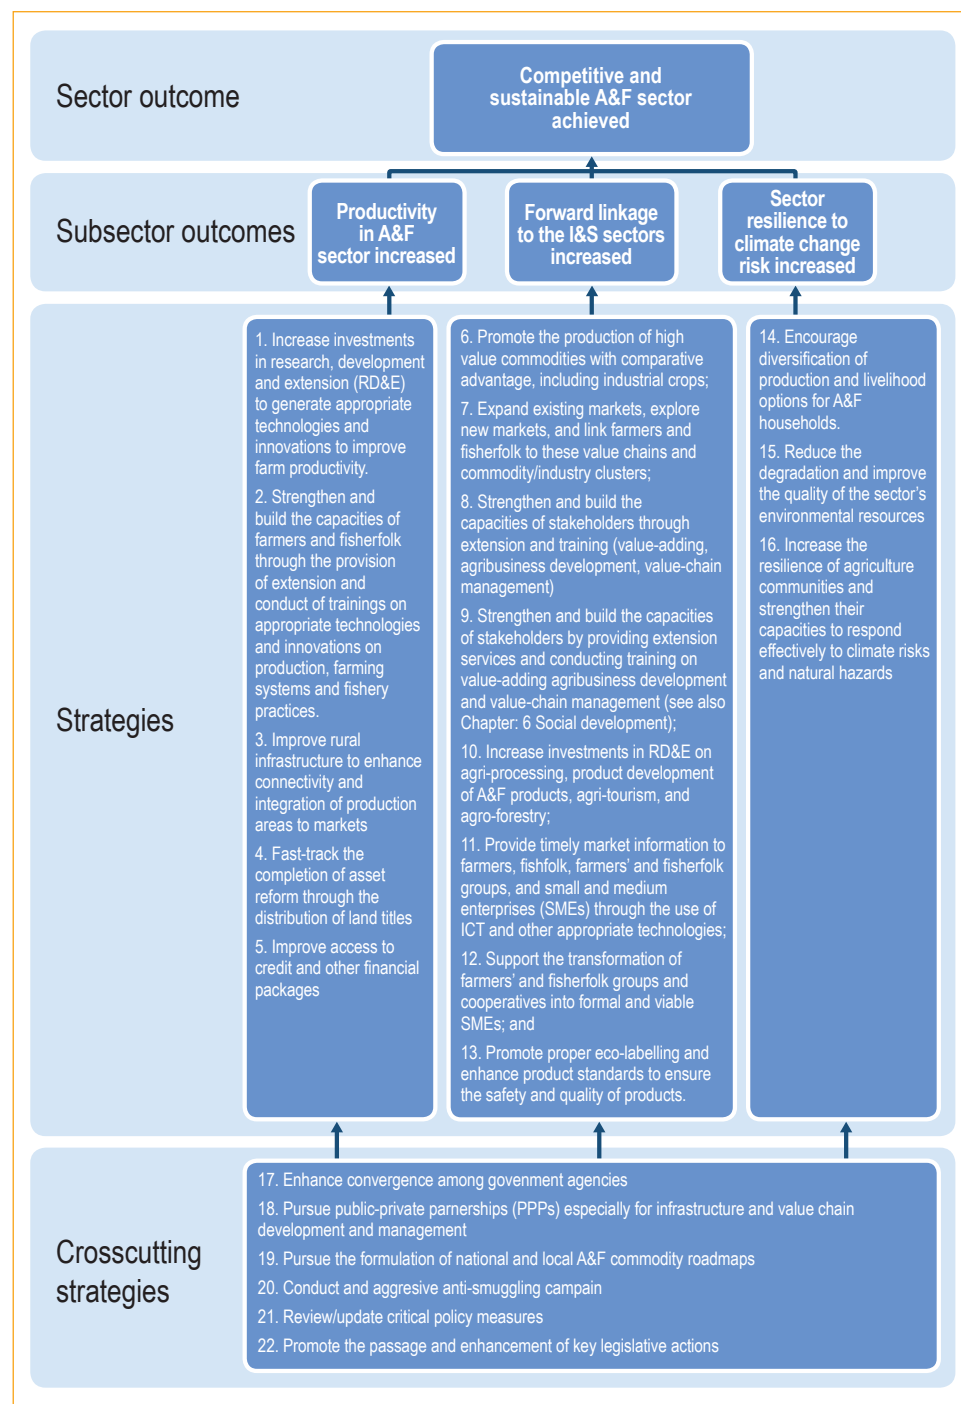 Sector outcome
Competitive and
sustainable A&F sector
achieved
Subsector outcomes
Productivity
in A&F
sector increased
Forward linkage
to the I&S sectors
increased
Sector
resilience to
climate change
risk increased
Strategies
1. Increase investments
in research, development
and extension (RD&E)
to generate appropriate
technologies and
innovations to improve
farm productivity.
2. Strengthen and
build the capacities of
farmers and fisherfolk
through the provision
of extension and
conduct of trainings on
appropriate technologies
and innovations on
production, farming
systems and fishery
practices.
3. Improve rural
infrastructure to enhance
connectivity and
integration of production
areas to markets
4. Fast-track the
completion of asset
reform through the
distribution of land titles
5. Improve access to
credit and other financial
packages
6. Promote the production of high
value commodities with comparative
advantage, including industrial crops;
7. Expand existing markets, explore
new markets, and link farmers and
fisherfolk to these value chains and
commodity/industry clusters;
8. Strengthen and build the
capacities of stakeholders through
extension and training (value-adding,
agribusiness development, value-chain
management)
9. Strengthen and build the capacities
of stakeholders by providing extension
services and conducting training on
value-adding agribusiness development
and value-chain management (see also
Chapter: 6 Social development);
10. Increase investments in RD&E on
agri-processing, product development
of A&F products, agri-tourism, and
agro-forestry;
11. Provide timely market information to
farmers, fishfolk, farmers' and fisherfolk
groups, and small and medium
enterprises (SMEs) through the use of
ICT and other appropriate technologies;
12. Support the transformation of
farmers' and fisherfolk groups and
cooperatives into formal and viable
SMEs; and
13. Promote proper eco-labelling and
enhance product standards to ensure
the safety and quality of products.
14. Encourage
diversification of
production and livelihood
options for A&F
households.
15. Reduce the
degradation and improve
the quality of the sector's
environmental resources
16. Increase the
resilience of agriculture
communities and
strengthen their
capacities to respond
effectively to climate risks
and natural hazards
Crosscutting
strategies
17. Enhance convergence among govenment agencies
18. Pursue public-private parnerships (PPPs) especially for infrastructure and value chain
development and management
19. Pursue the formulation of national and local A&F commodity roadmaps
20. Conduct and aggresive anti-smuggling campain
21. Review/update critical policy measures
22. Promote the passage and enhancement of key legislative actions